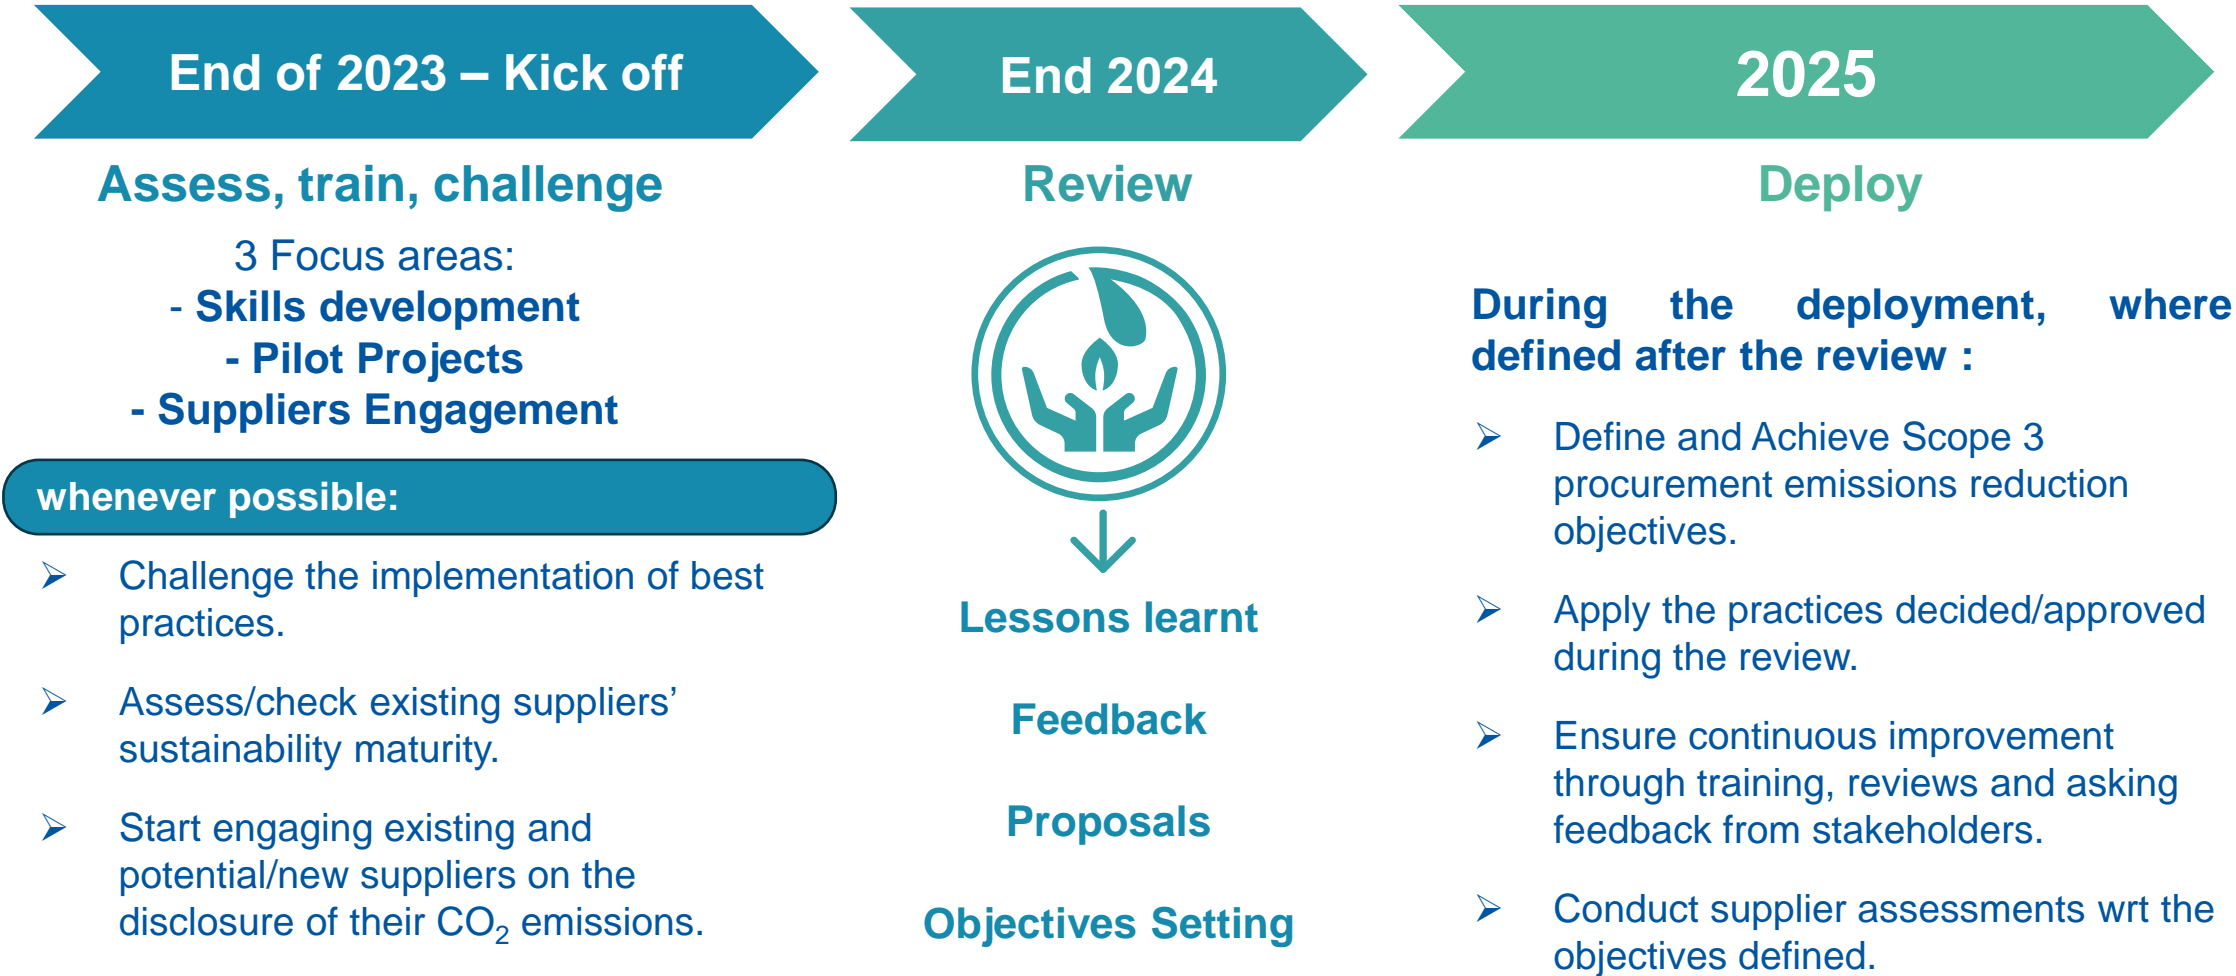 End of 2023 – Kick off
Assess, train, challenge
3 Focus areas:
- Skills development
- Pilot Projects
- Suppliers Engagement
whenever possible:
➢ Challenge the implementation of best
practices.
➢ Assess/check existing suppliers’
sustainability maturity.
➢ Start engaging existing and
potential/new suppliers on the
disclosure of their CO₂ emissions.
End 2024
Review
Lessons learnt
Feedback
Proposals
Objectives Setting
2025
Deploy
During the deployment, where
defined after the review :
➢ Define and Achieve Scope 3
procurement emissions reduction
objectives.
➢ Apply the practices decided/approved
during the review.
➢ Ensure continuous improvement
through training, reviews and asking
feedback from stakeholders.
➢ Conduct supplier assessments wrt the
objectives defined.